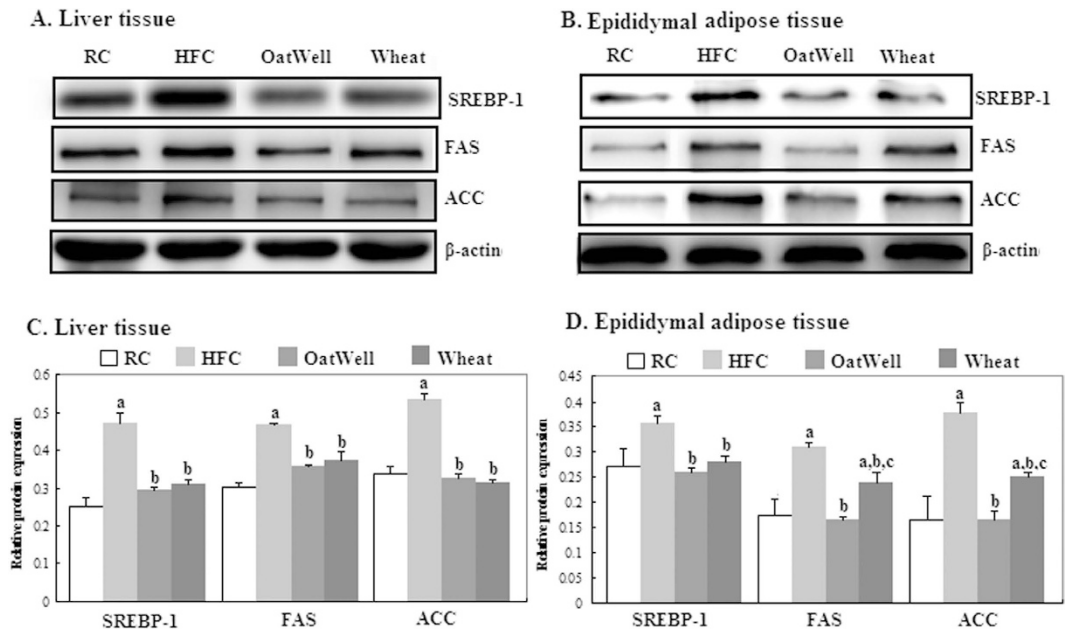 A. Liver tissue
RC HFC OatWell Wheat
SREBP-1
FAS
ACC
β-actin
B. Epididymal adipose tissue
RC HFC OatWell Wheat
SREBP-1
FAS
ACC
β-actin
C. Liver tissue
RC HFC OatWell Wheat
Relative protein expression
0.6
0.5
0.4
0.3
0.2
0.1
0
a b b
a b b
a b b
SREBP-1 FAS ACC
D. Epididymal adipose tissue
RC HFC OatWell Wheat
Relative protein expression
0.45
0.4
0.35
0.3
0.25
0.2
0.15
0.1
0.05
0
a b b
a b a,b,c
a b a,b,c
SREBP-1 FAS ACC